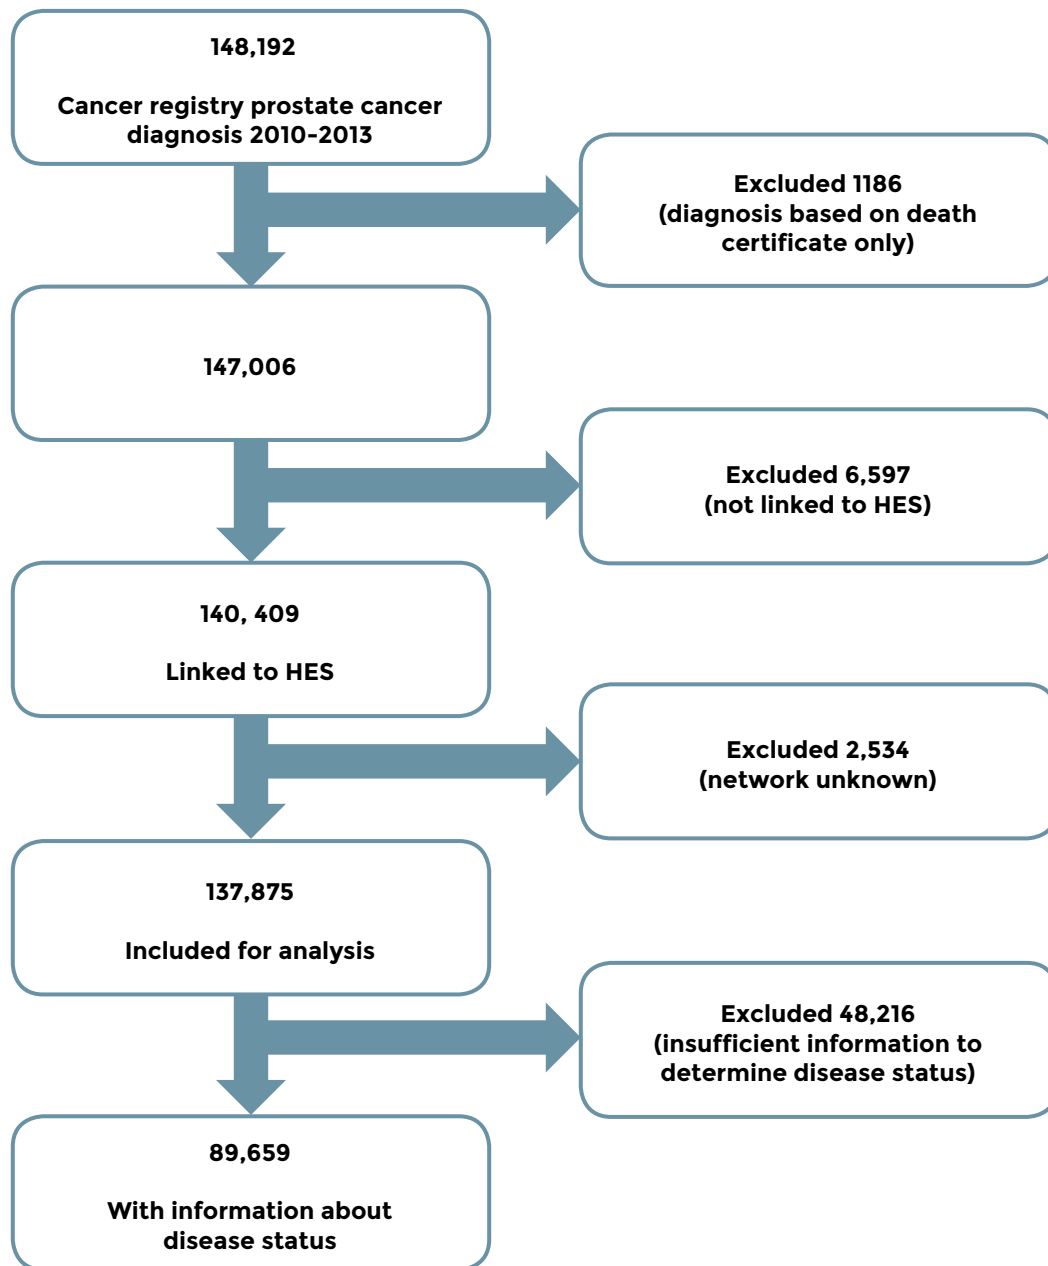 148,192
Cancer registry prostate cancer
diagnosis 2010-2013
Excluded 1186
(diagnosis based on death
certificate only)
147,006
Excluded 6,597
(not linked to HES)
140, 409
Linked to HES
Excluded 2,534
(network unknown)
137,875
Included for analysis
Excluded 48,216
(insufficient information to
determine disease status)
89,659
With information about
disease status